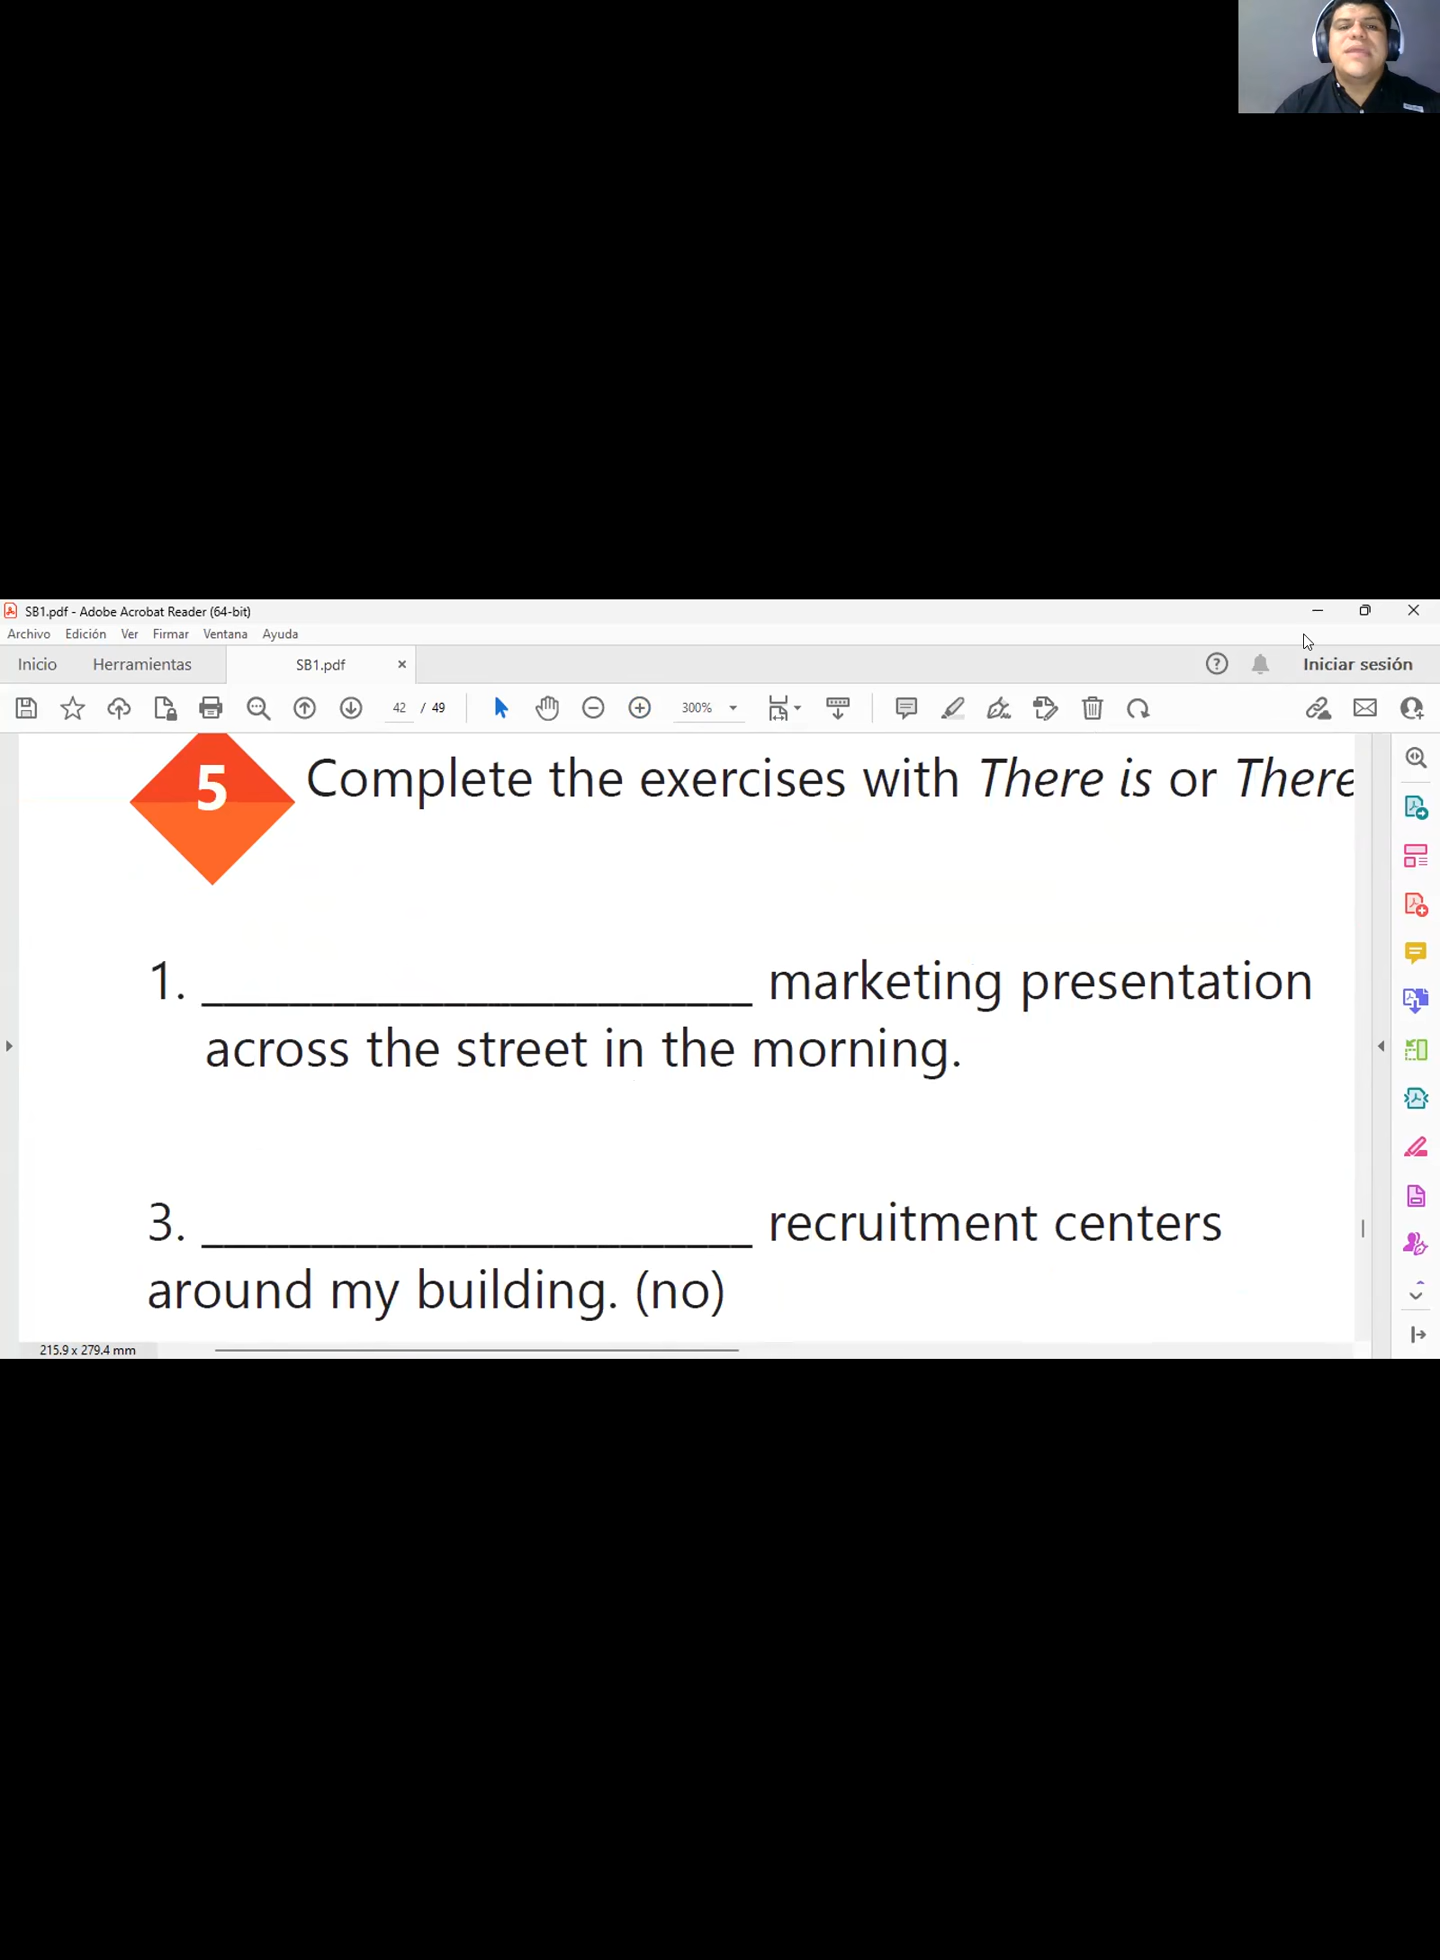 SB1.pdf - Adobe Acrobat Reader (64-bit)
Archivo Edición Ver Firmar Ventana Ayuda
Inicio Herramientas SB1.pdf Iniciar sesión
42 / 49 300%
5 Complete the exercises with There is or There
1. _________________________ marketing presentation
across the street in the morning.
3. _________________________ recruitment centers
around my building. (no)
215.9 x 279.4 mm